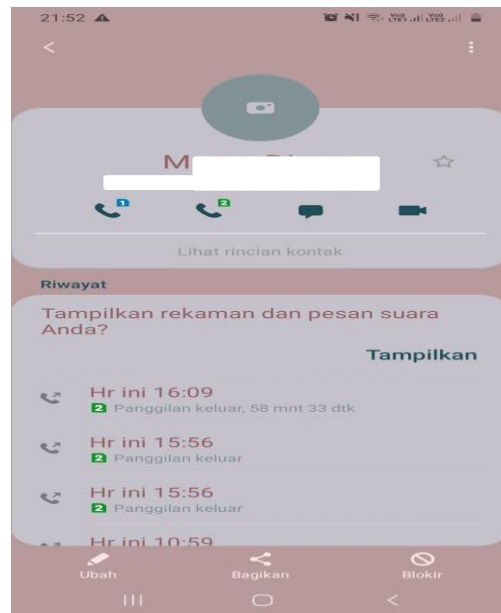 21:52
Lihat rincian kontak
Riwayat
Tampilkan rekaman dan pesan suara
Anda?
Tampilkan
Hr ini 16:09
2 Panggilan keluar, 58 mnt 33 dtk
Hr ini 15:56
2 Panggilan keluar
Hr ini 15:56
2 Panggilan keluar
Hr ini 10:59
Ubah Bagikan Blokir